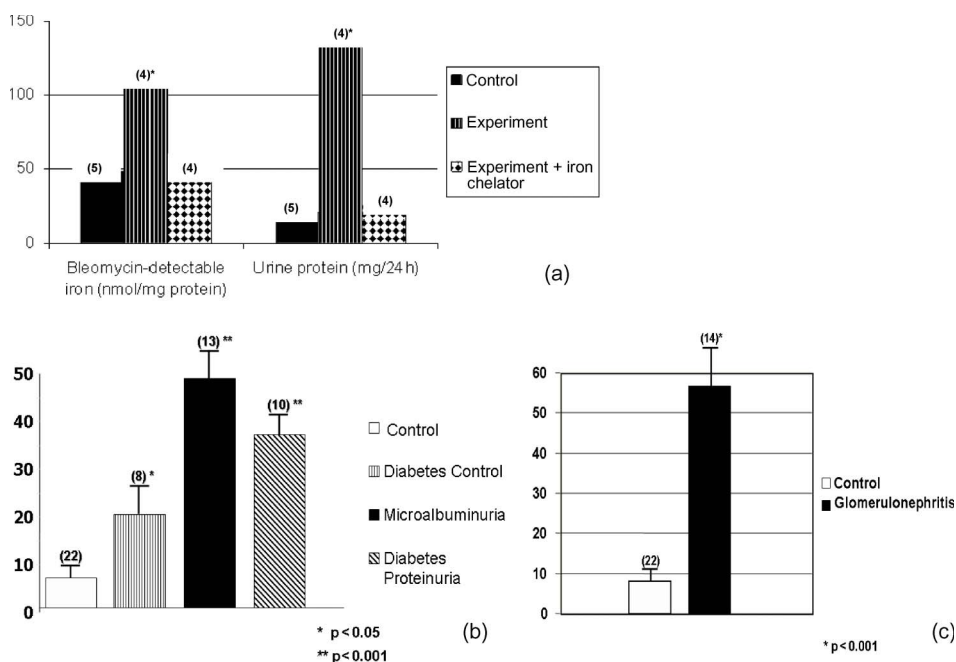 150
100
50
0
(5)
(4)*
(4)
(5)
(4)*
(4)
Bleomycin-detectable
iron (nmol/mg protein)
Urine protein (mg/24 h)
Control
Experiment
Experiment + iron
chelator
(a)
50
40
30
20
10
0
(22)
(8) *
(13) **
(10) **
Control
Diabetes Control
Microalbuminuria
Diabetes
Proteinuria
* p < 0.05
** p < 0.001
(b)
60
50
40
30
20
10
0
(22)
(14)*
Control
Glomerulonephritis
* p < 0.001
(c)